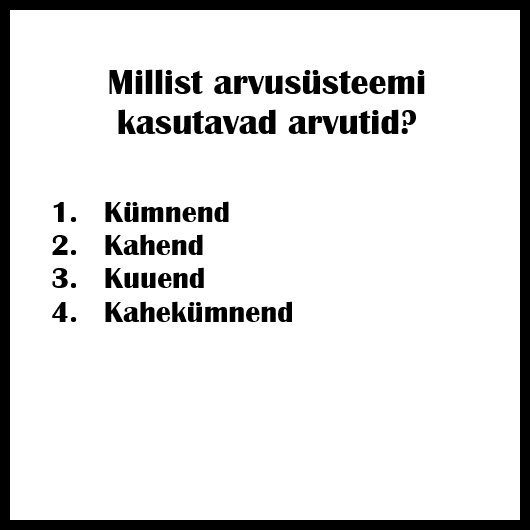 Millist arvusüsteemi
kasutavad arvutid?
1. Kümnend
2. Kahend
3. Kuuend
4. Kahekümnend